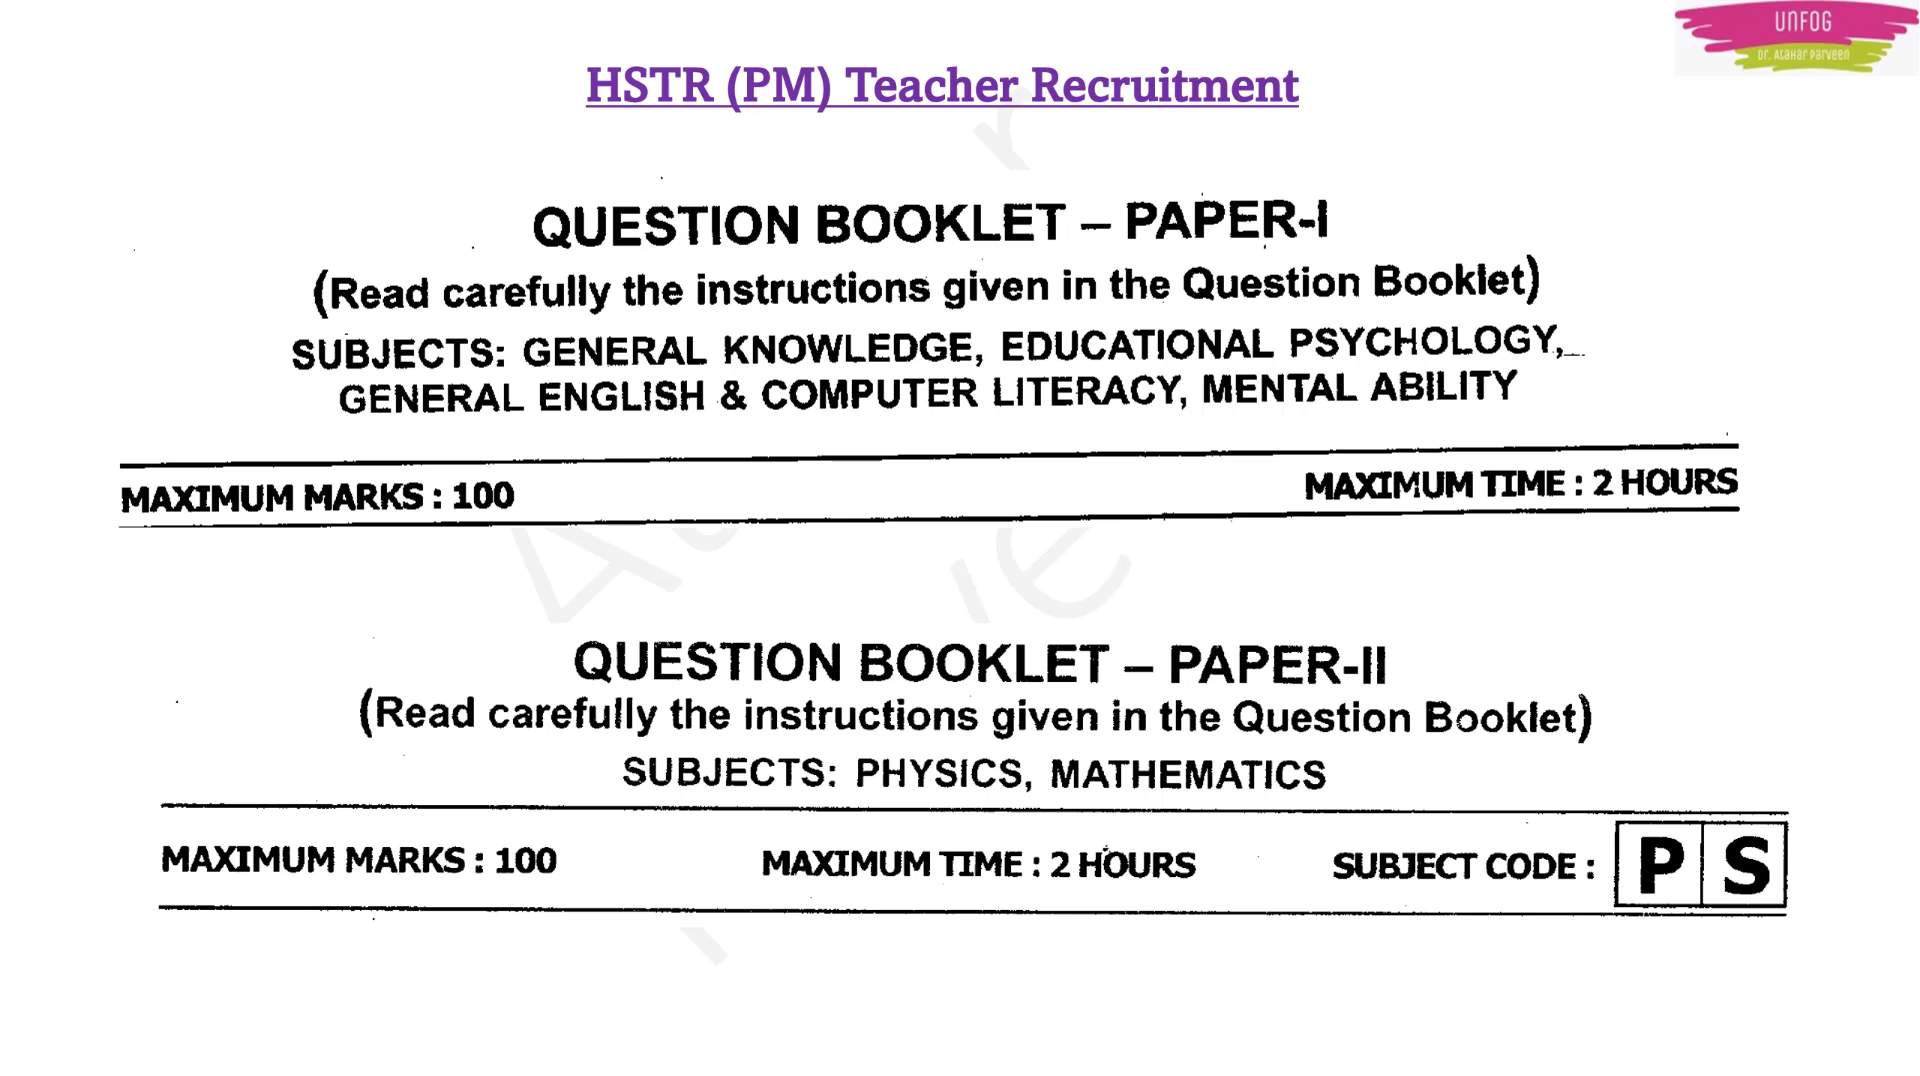 UNFOG
Dr. Atahar Parveen
HSTR (PM) Teacher Recruitment
QUESTION BOOKLET – PAPER-I
(Read carefully the instructions given in the Question Booklet)
SUBJECTS: GENERAL KNOWLEDGE, EDUCATIONAL PSYCHOLOGY,
GENERAL ENGLISH & COMPUTER LITERACY, MENTAL ABILITY
MAXIMUM MARKS : 100 MAXIMUM TIME : 2 HOURS
QUESTION BOOKLET – PAPER-II
(Read carefully the instructions given in the Question Booklet)
SUBJECTS: PHYSICS, MATHEMATICS
MAXIMUM MARKS : 100 MAXIMUM TIME : 2 HOURS SUBJECT CODE : P S